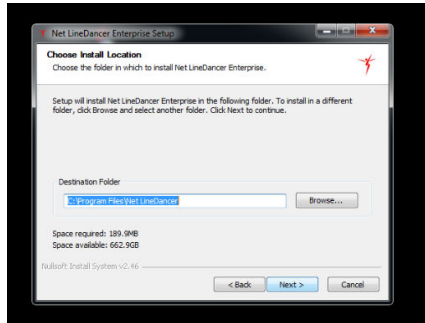 Net LineDancer Enterprise Setup
Choose Install Location
Choose the folder in which to install Net LineDancer Enterprise.
Setup will install Net LineDancer Enterprise in the following folder. To install in a different
folder, click Browse and select another folder. Click Next to continue.
Destination Folder
C:\Program Files\Net LineDancer
Browse...
Space required: 189.9MB
Space available: 662.9GB
Nullsoft Install System v2.46
< Back
Next >
Cancel